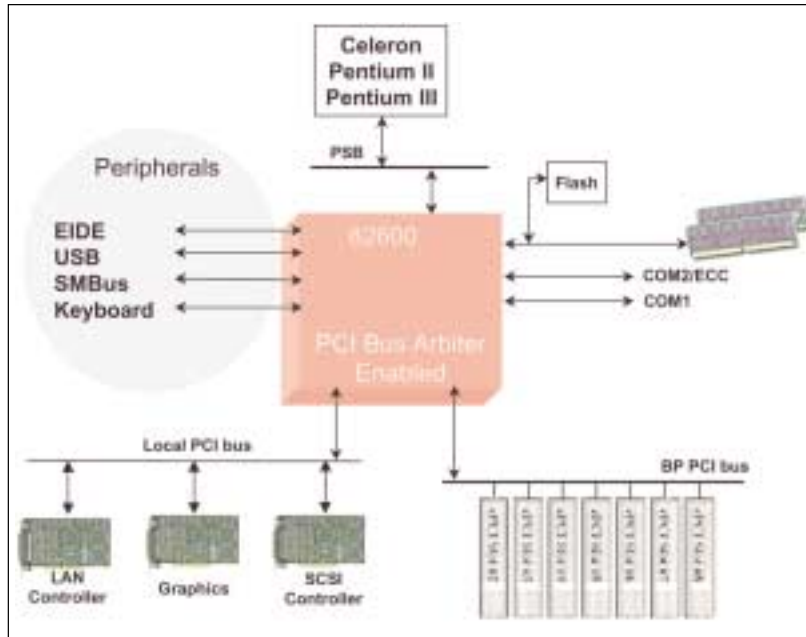 Celeron
Pentium II
Pentium III
PSB
Peripherals
Flash
EIDE
USB
SMBus
Keyboard
82600
COM2/ECC
COM1
PCI Bus Arbiter
Enabled
Local PCI bus
BP PCI bus
LAN
Controller
Graphics
SCSI
Controller